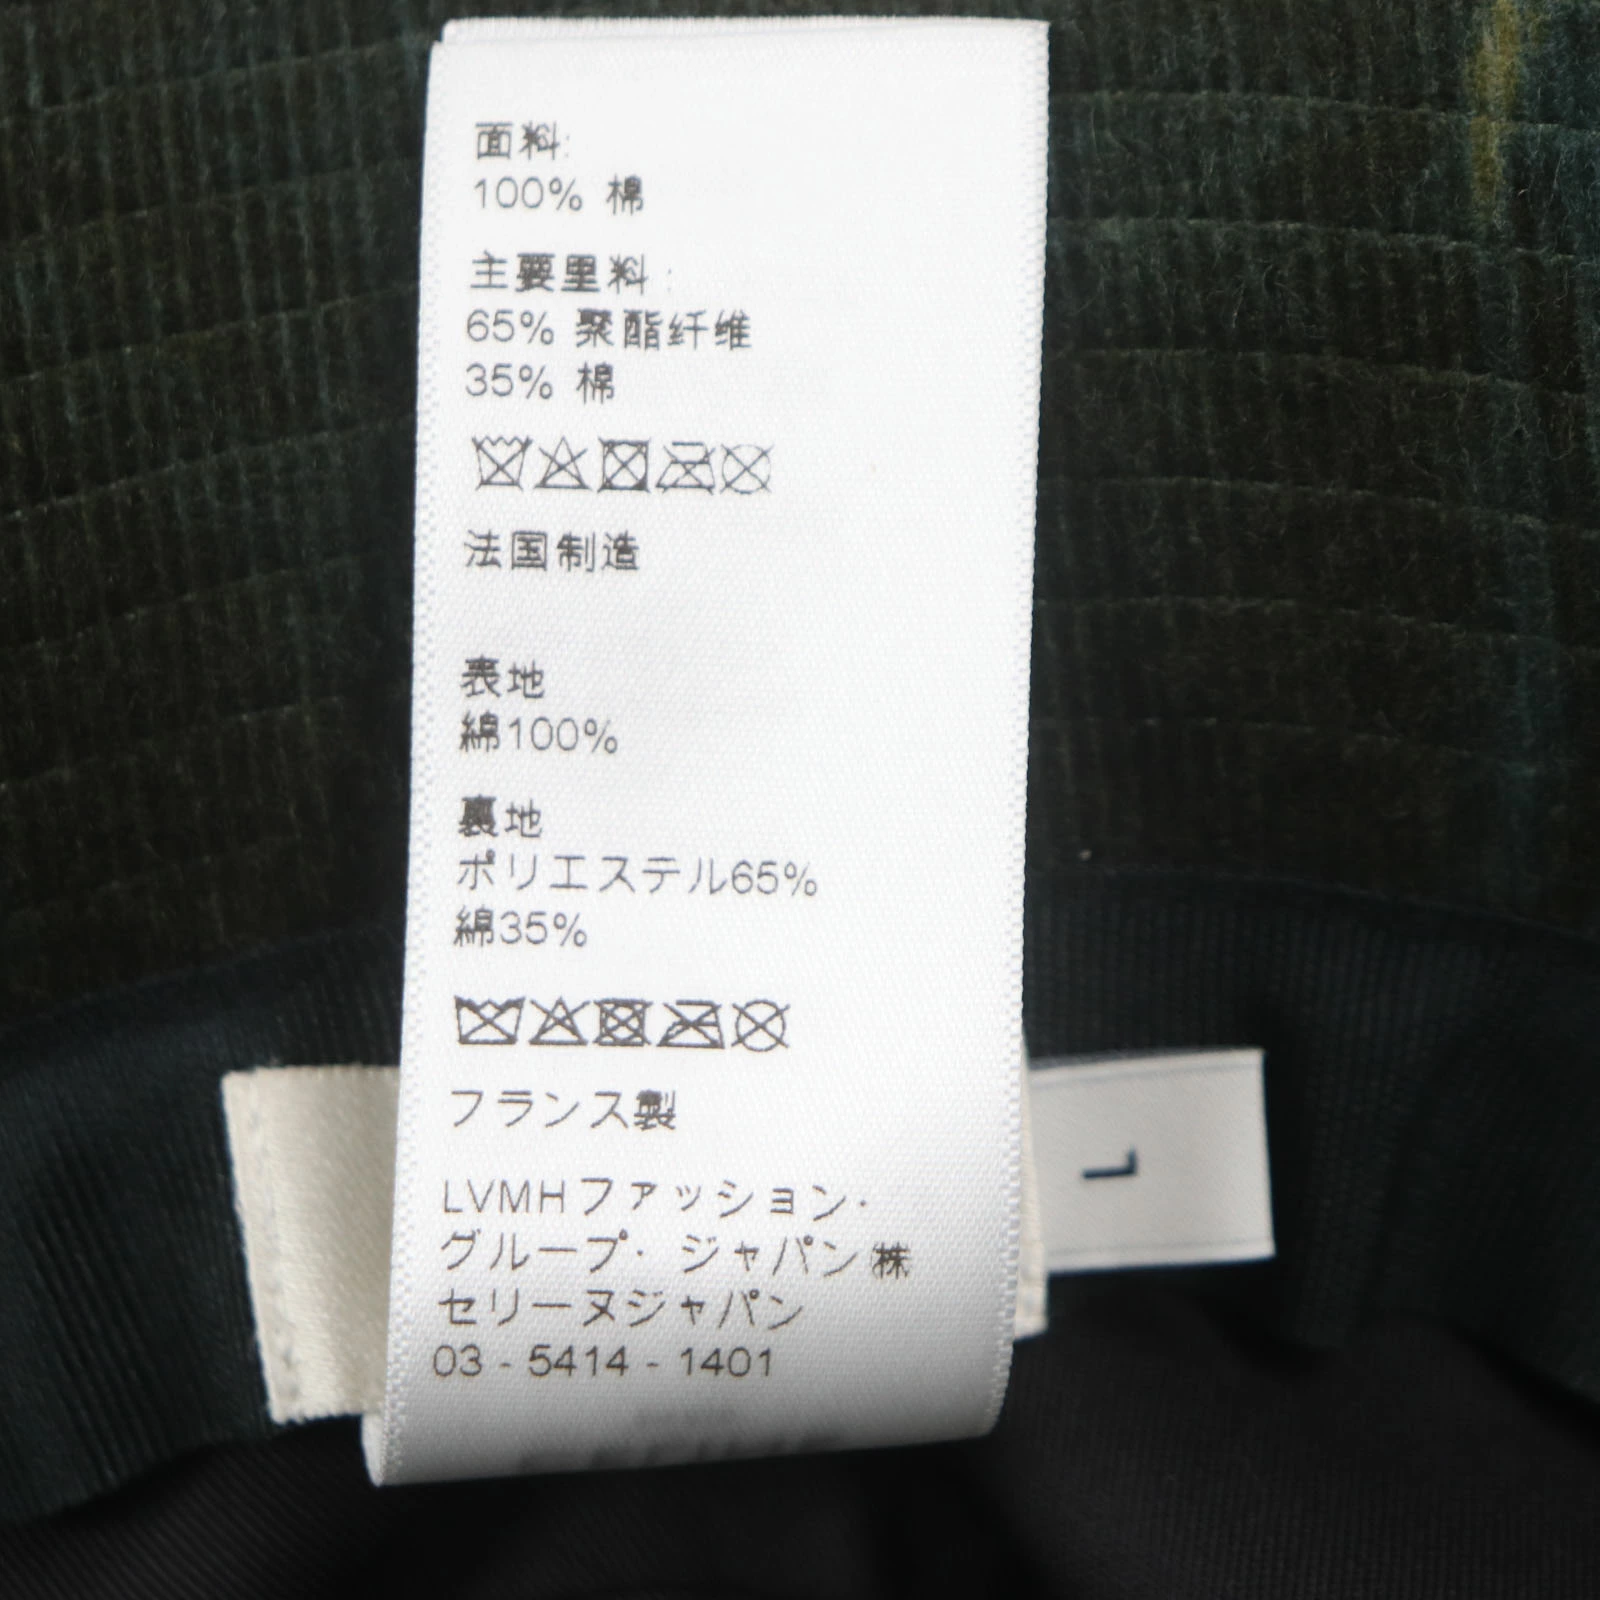 面料:
100% 棉
主要里料:
65% 聚酯纤维
35% 棉
法国制造
表地
綿100%
裏地
ポリエステル65%
綿35%
フランス製
LVMHファッション・
グループ・ジャパン㈱
セリーヌジャパン
03 - 5414 - 1401
L